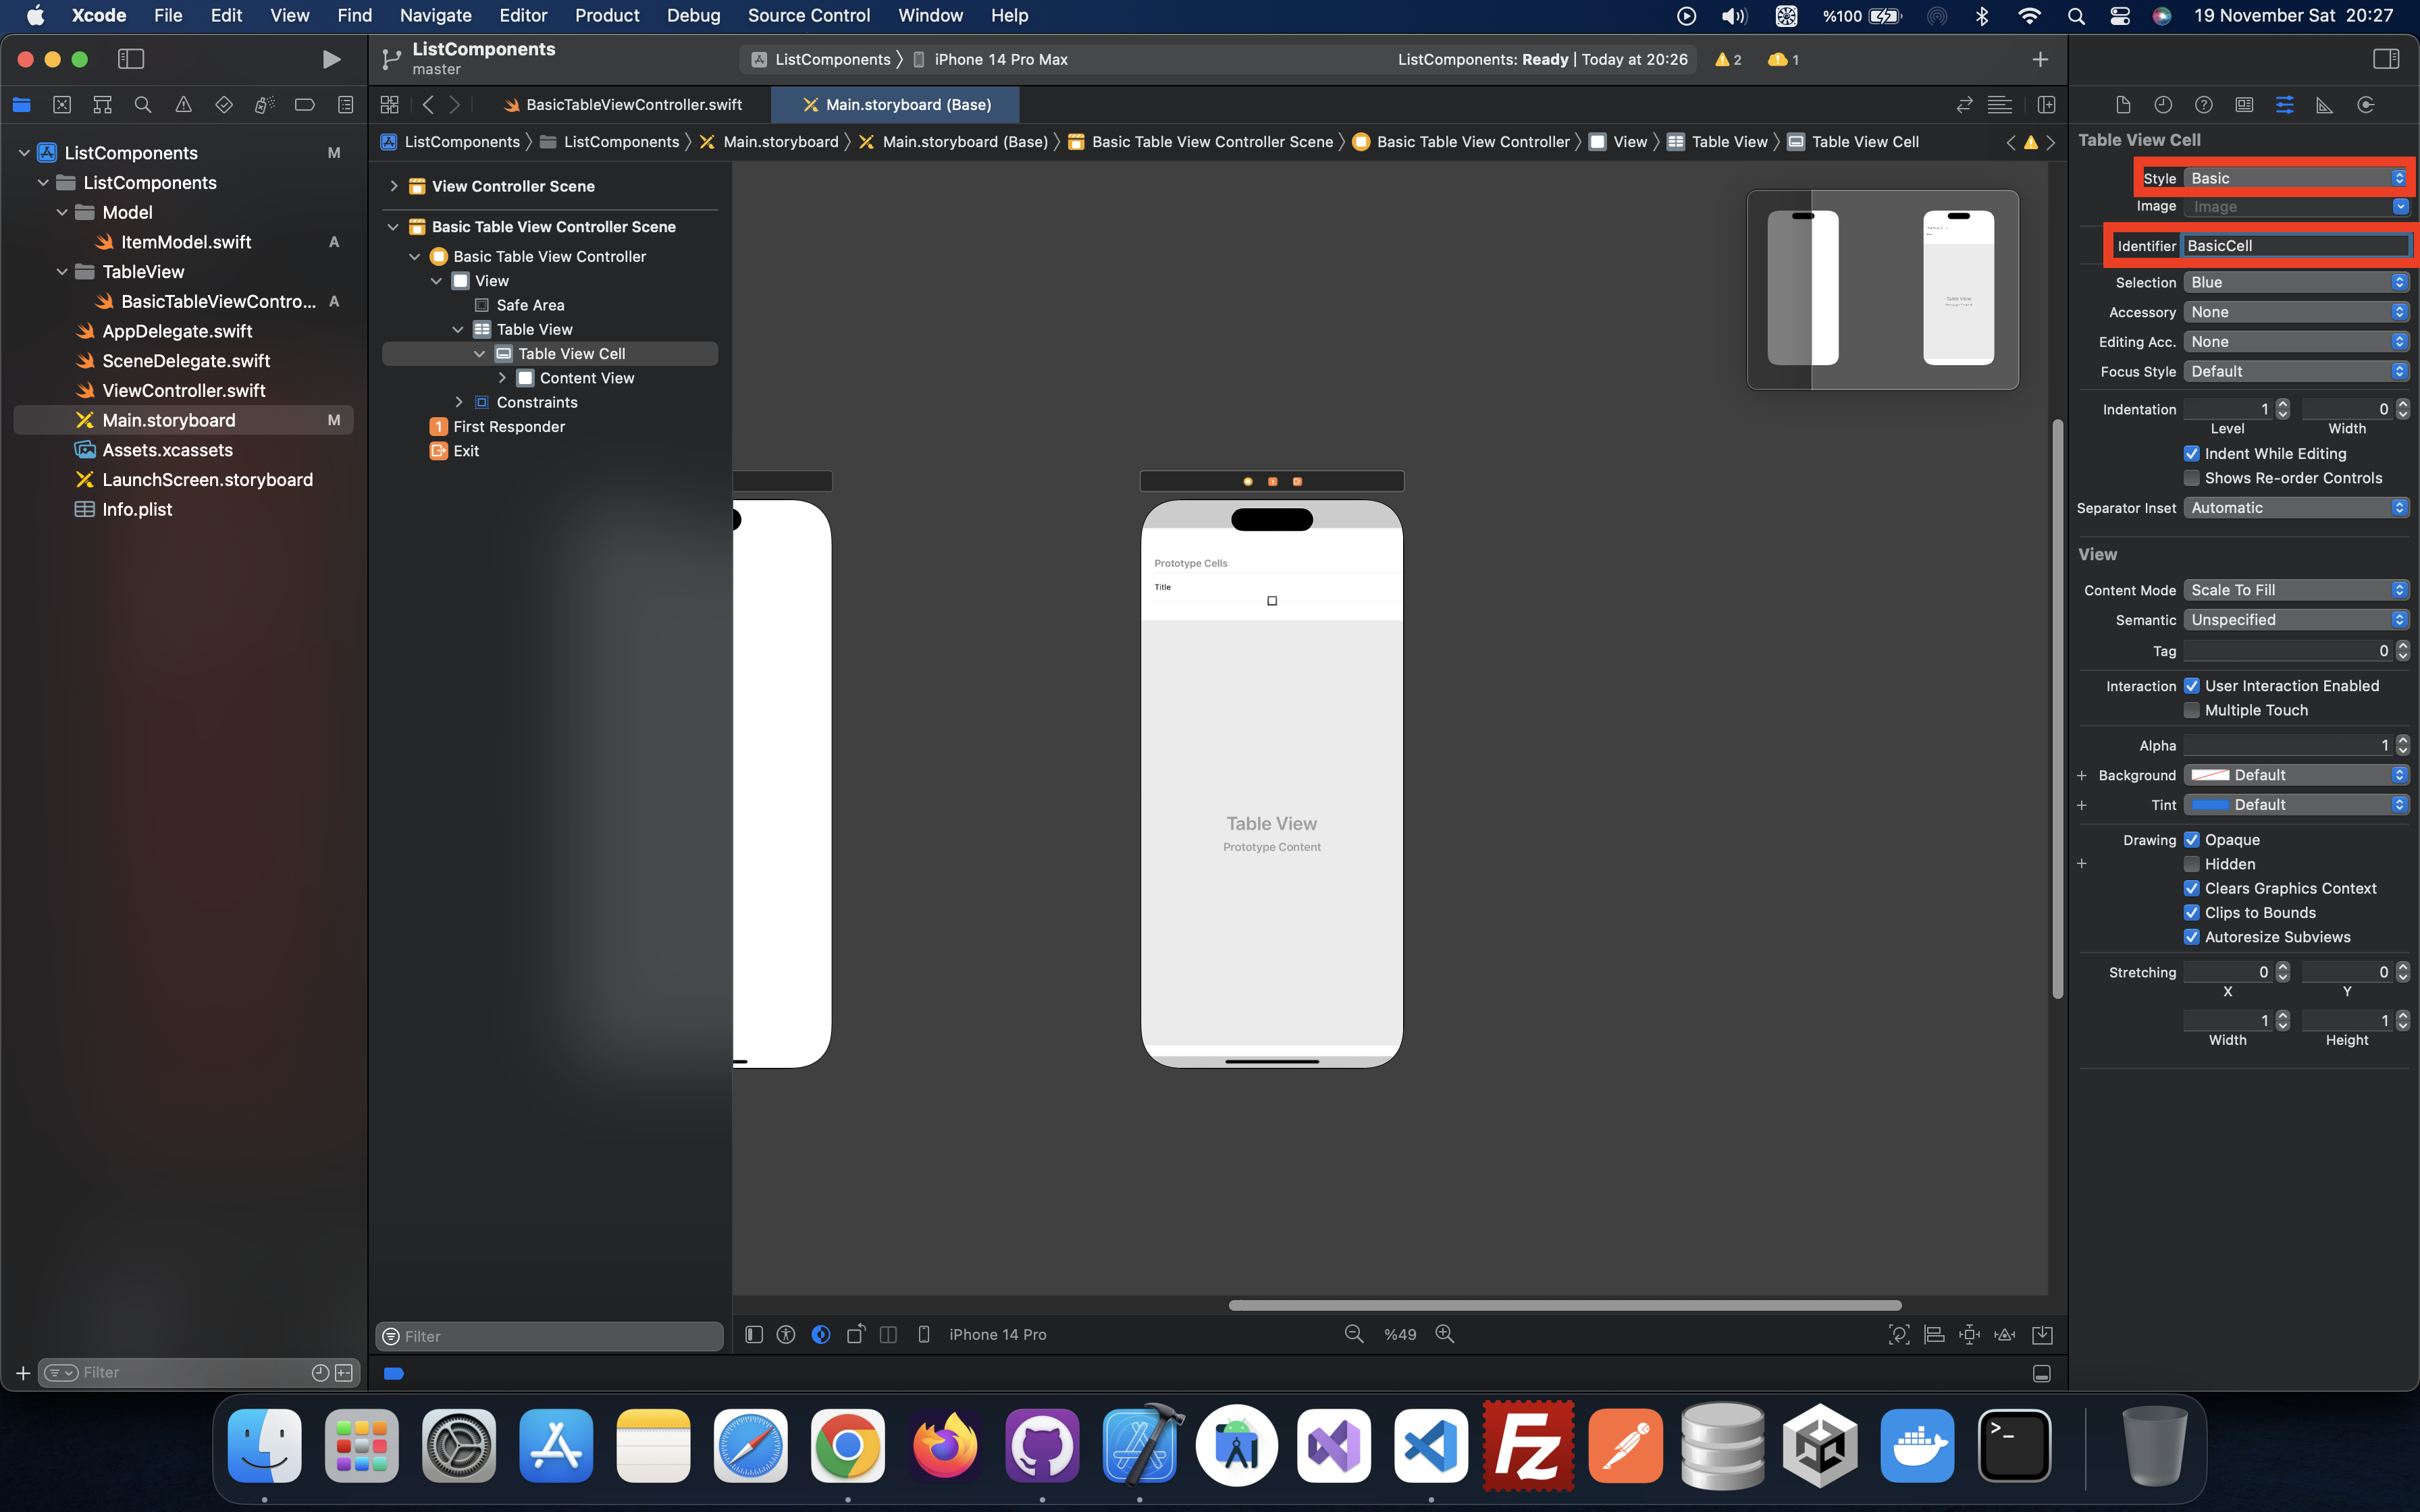 Xcode File Edit View Find Navigate Editor Product Debug Source Control Window Help %100 19 November Sat 20:27
ListComponents
master
ListComponents iPhone 14 Pro Max
ListComponents: Ready | Today at 20:26 2 1
BasicTableViewController.swift
Main.storyboard (Base)
ListComponents ListComponents Main.storyboard Main.storyboard (Base) Basic Table View Controller Scene Basic Table View Controller View Table View Table View Cell
ListComponents M
ListComponents
Model
ItemModel.swift A
TableView
BasicTableViewContro... A
AppDelegate.swift
SceneDelegate.swift
ViewController.swift
Main.storyboard M
Assets.xcassets
LaunchScreen.storyboard
Info.plist
Filter
View Controller Scene
Basic Table View Controller Scene
Basic Table View Controller
View
Safe Area
Table View
Table View Cell
Content View
Constraints
1 First Responder
Exit
Filter
Prototype Cells
Title
Table View
Prototype Content
Table View
iPhone 14 Pro
%49
Table View Cell
Style Basic
Image Image
Identifier BasicCell
Selection Blue
Accessory None
Editing Acc. None
Focus Style Default
Indentation 1 0
Level Width
Indent While Editing
Shows Re-order Controls
Separator Inset Automatic
View
Content Mode Scale To Fill
Semantic Unspecified
Tag 0
Interaction User Interaction Enabled
Multiple Touch
Alpha 1
+ Background Default
+ Tint Default
Drawing Opaque
+ Hidden
Clears Graphics Context
Clips to Bounds
Autoresize Subviews
Stretching 0 0
X Y
1 1
Width Height
Fz
>_